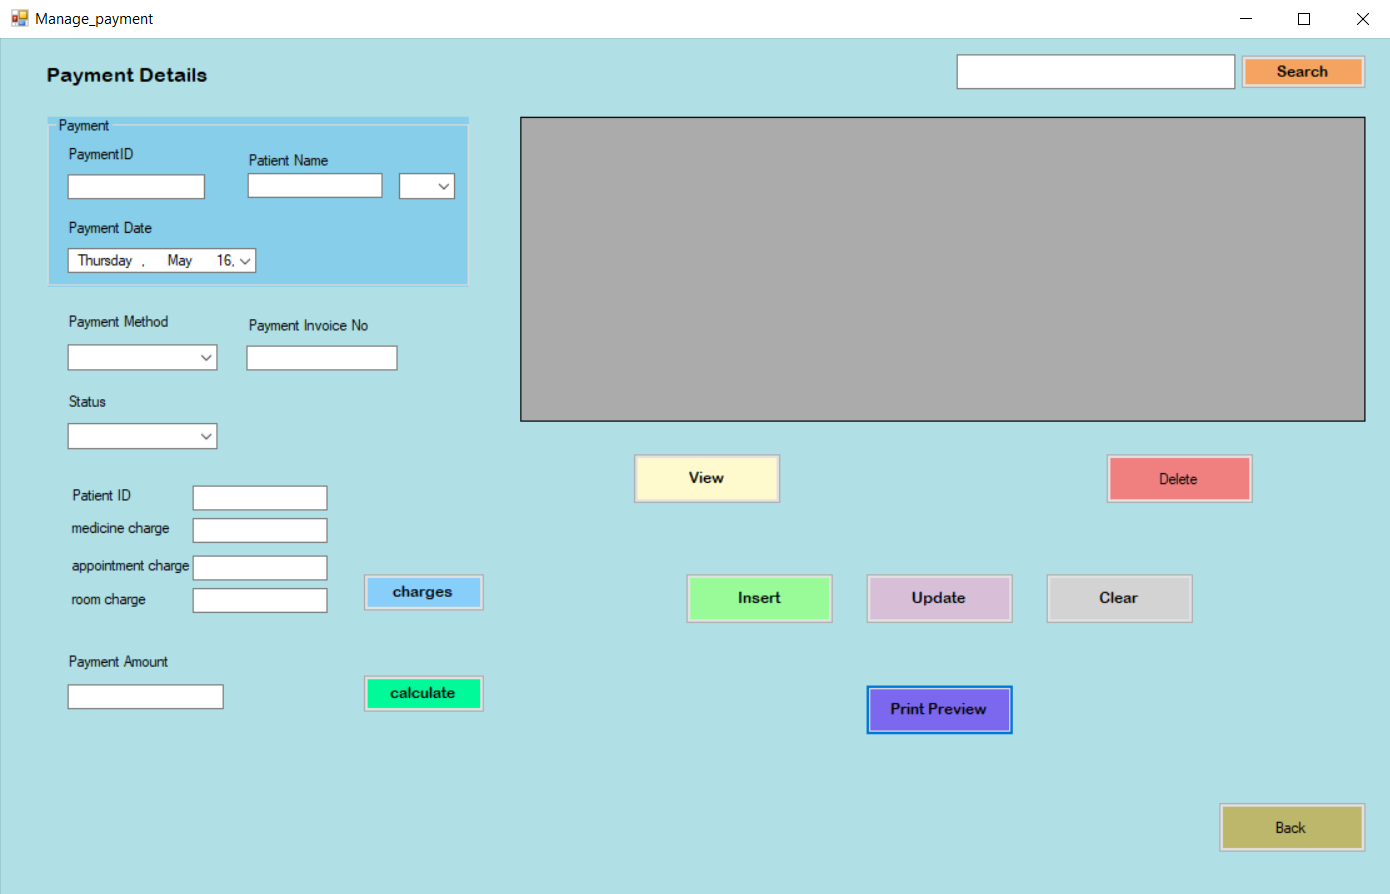 Manage_payment
Payment Details
Search
Payment
PaymentID
Patient Name
Payment Date
Thursday , May 16,
Payment Method
Payment Invoice No
Status
View
Delete
Patient ID
medicine charge
appointment charge
charges
room charge
Insert
Update
Clear
Payment Amount
calculate
Print Preview
Back